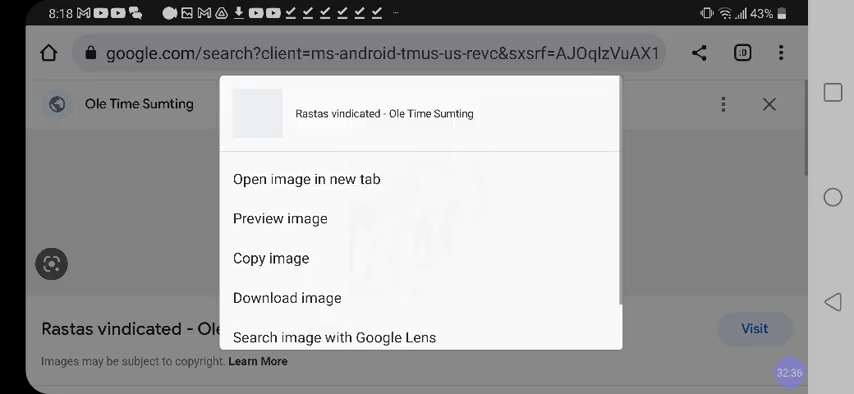 8:18
43%
google.com/search?client=ms-android-tmus-us-revc&sxsrf=AJOqlzVuAX1
:D
Ole Time Sumting
Rastas vindicated - Ole Time Sumting
Open image in new tab
Preview image
Copy image
Download image
Search image with Google Lens
Rastas vindicated - Ole
Visit
Images may be subject to copyright. Learn More
32:36